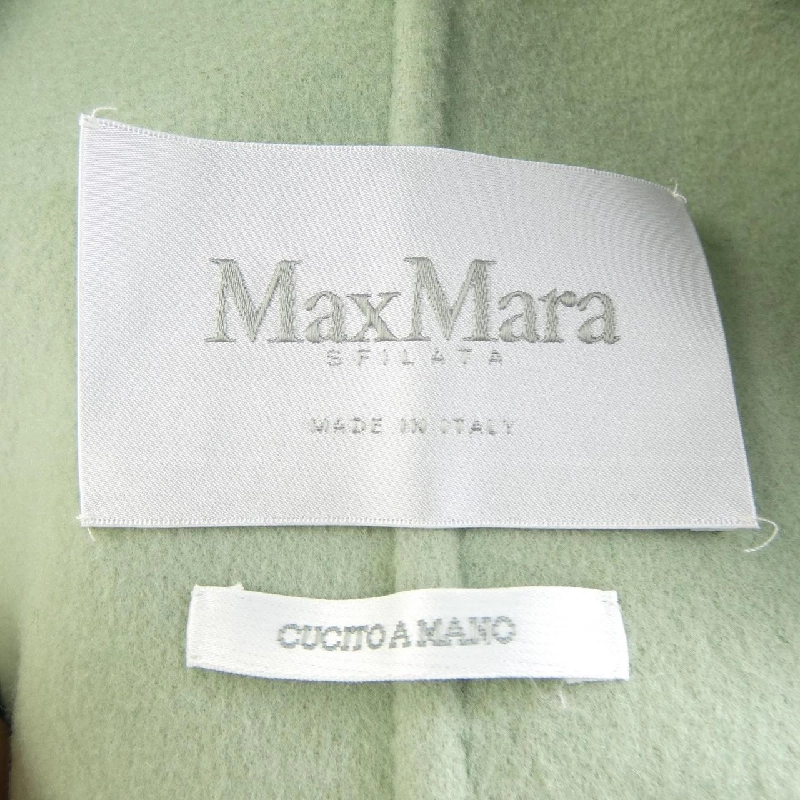 MaxMara
SFILATA
MADE IN ITALY
CUCITO A MANO